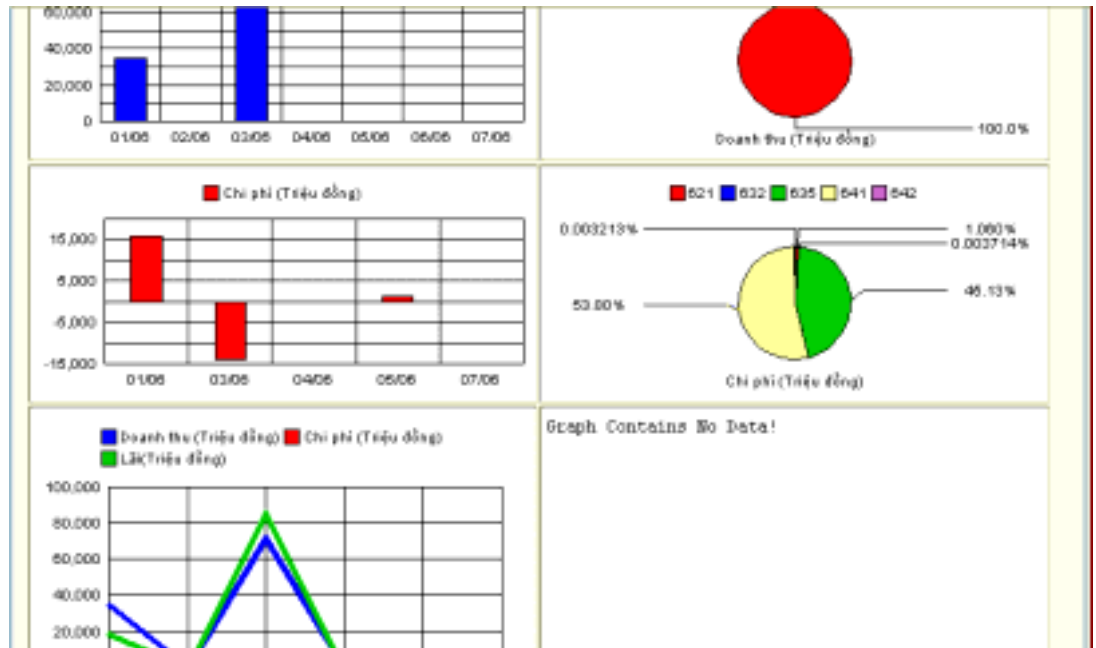 60,000
40,000
20,000
0
01/06 02/06 03/06 04/06 05/06 06/06 07/06
100.0%
Doanh thu (Triệu đồng)
Chi phí (Triệu đồng)
15,000
5,000
-5,000
-15,000
01/06 03/06 04/06 05/06 07/06
621 632 635 641 642
0.003213% 1.060%
0.003714%
53.80% 46.13%
Chi phí (Triệu đồng)
Doanh thu (Triệu đồng) Chi phí (Triệu đồng)
Lãi(Triệu đồng)
100,000
80,000
60,000
40,000
20,000
Graph Contains No Data!